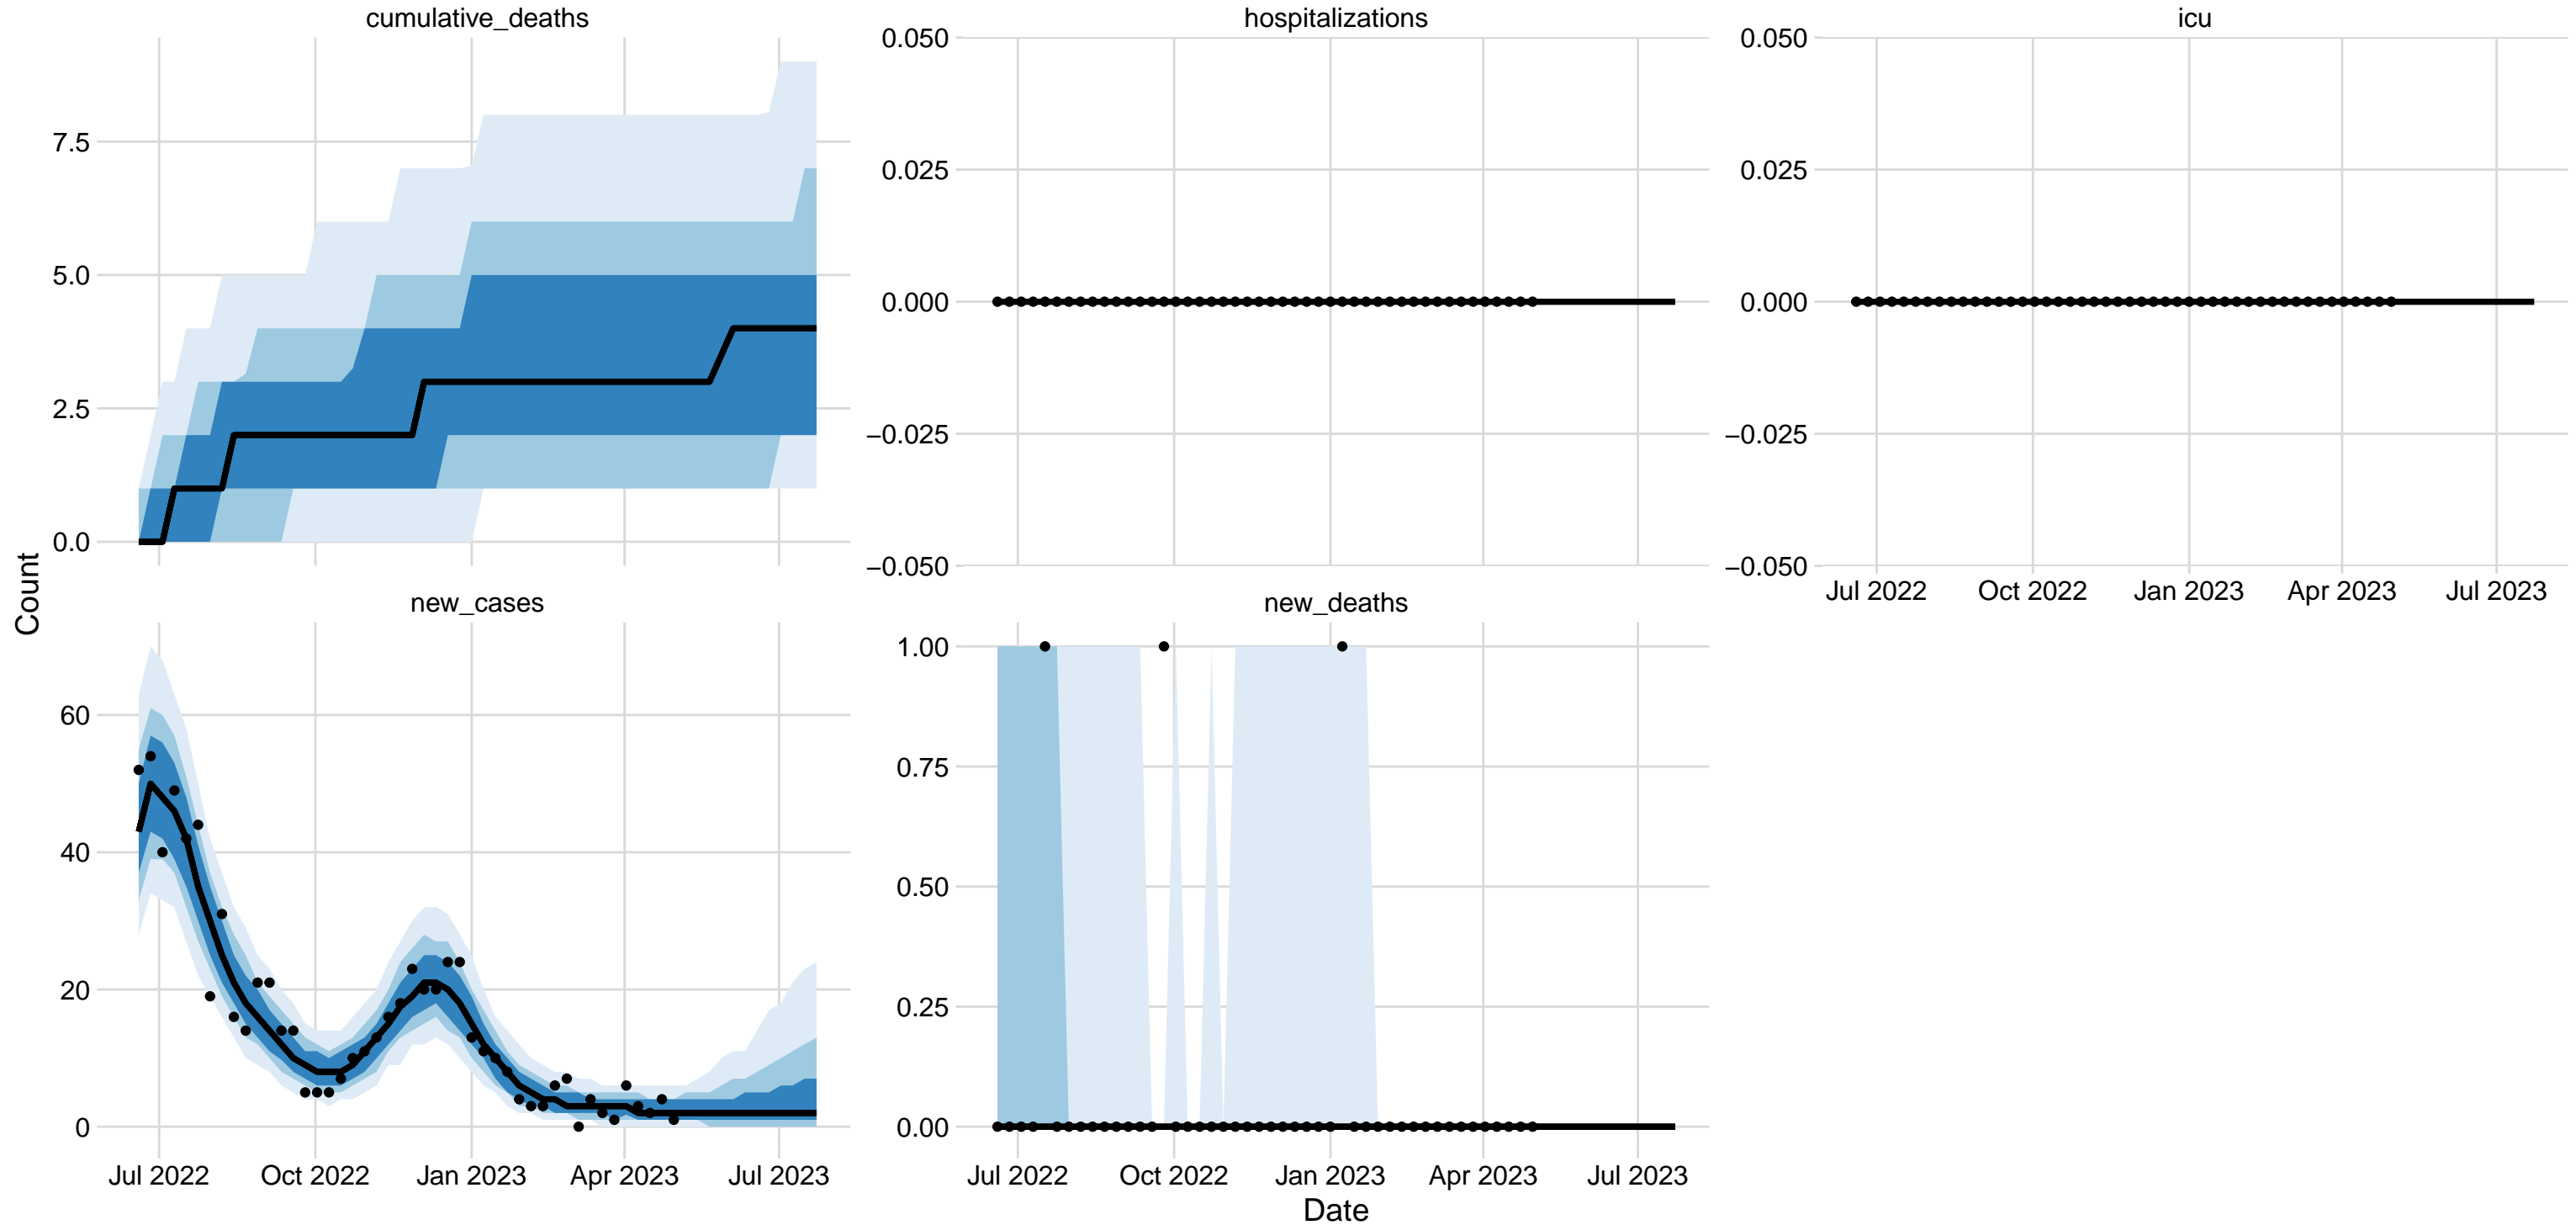 cumulative_deaths
hospitalizations
icu
7.5
5.0
2.5
0.0
0.050
0.025
0.000
−0.025
−0.050
0.050
0.025
0.000
−0.025
−0.050
Jul 2022 Oct 2022 Jan 2023 Apr 2023 Jul 2023
Count
new_cases
new_deaths
60
40
20
0
1.00
0.75
0.50
0.25
0.00
Jul 2022 Oct 2022 Jan 2023 Apr 2023 Jul 2023
Jul 2022 Oct 2022 Jan 2023 Apr 2023 Jul 2023
Date